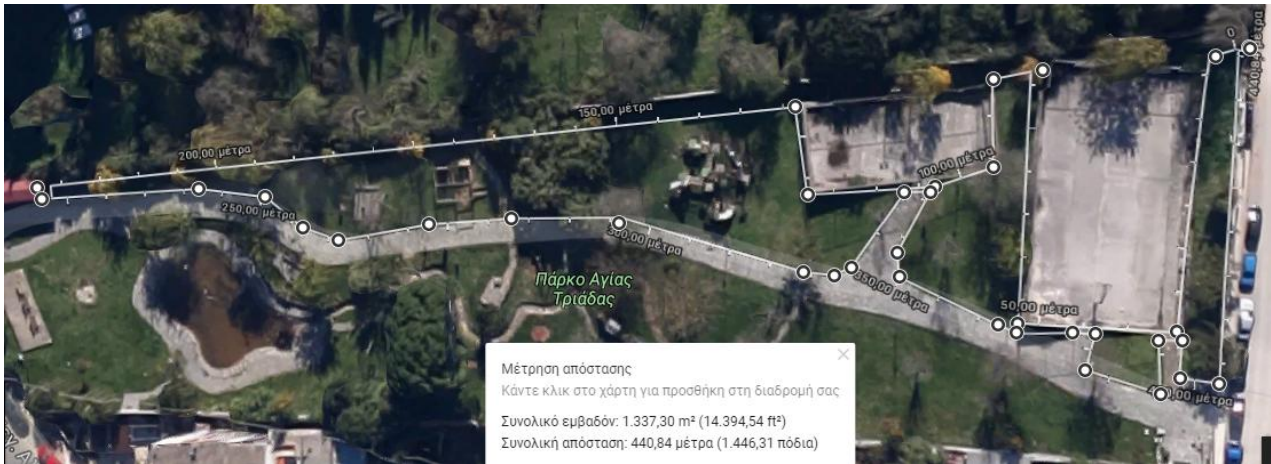 0
440,84 μέτρα
150,00 μέτρα
200,00 μέτρα
100,00 μέτρα
250,00 μέτρα
300,00 μέτρα
350,00 μέτρα
Πάρκο Αγίας
Τριάδας
50,00 μέτρα
Μέτρηση απόστασης
Κάντε κλικ στο χάρτη για προσθήκη στη διαδρομή σας
Συνολικό εμβαδόν: 1.337,30 m² (14.394,54 ft²)
Συνολική απόσταση: 440,84 μέτρα (1.446,31 πόδια)